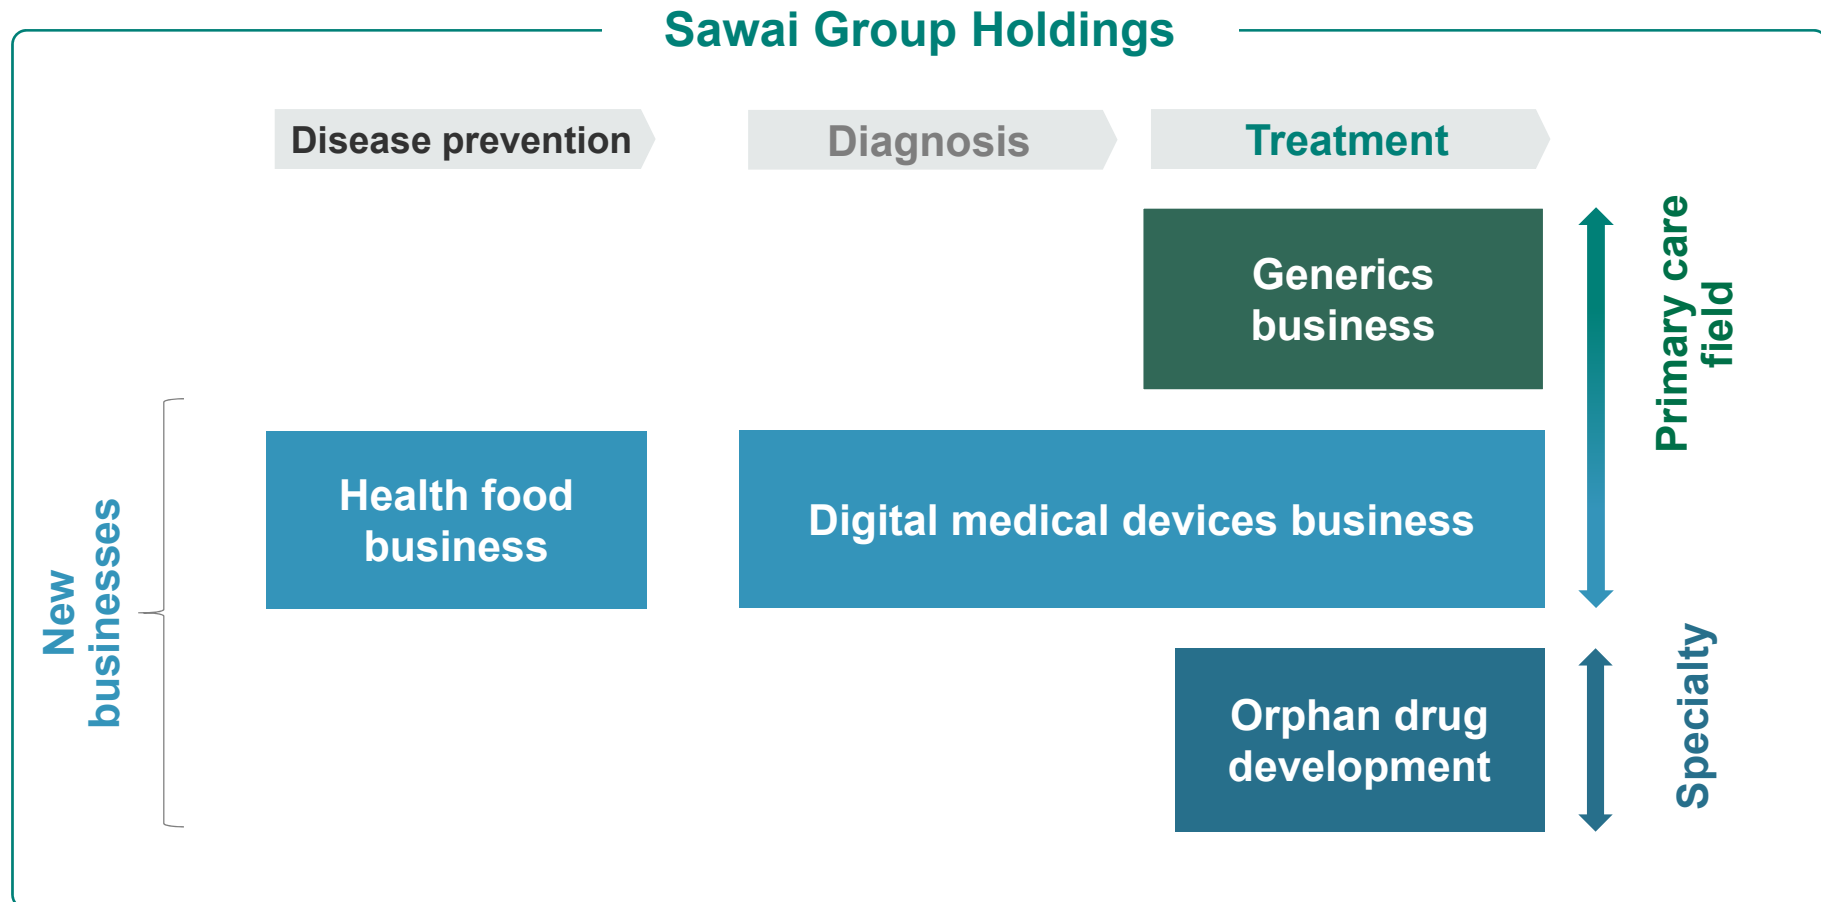 Sawai Group Holdings
Disease prevention
Diagnosis
Treatment
Generics
business
Primary care
field
New
businesses
Health food
business
Digital medical devices business
Orphan drug
development
Specialty